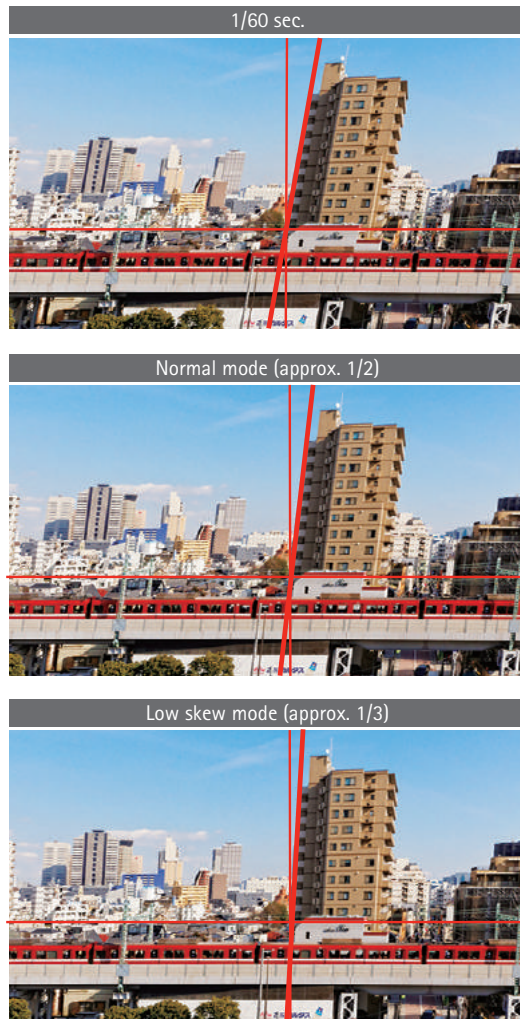 1/60 sec.
Normal mode (approx. 1/2)
Low skew mode (approx. 1/3)